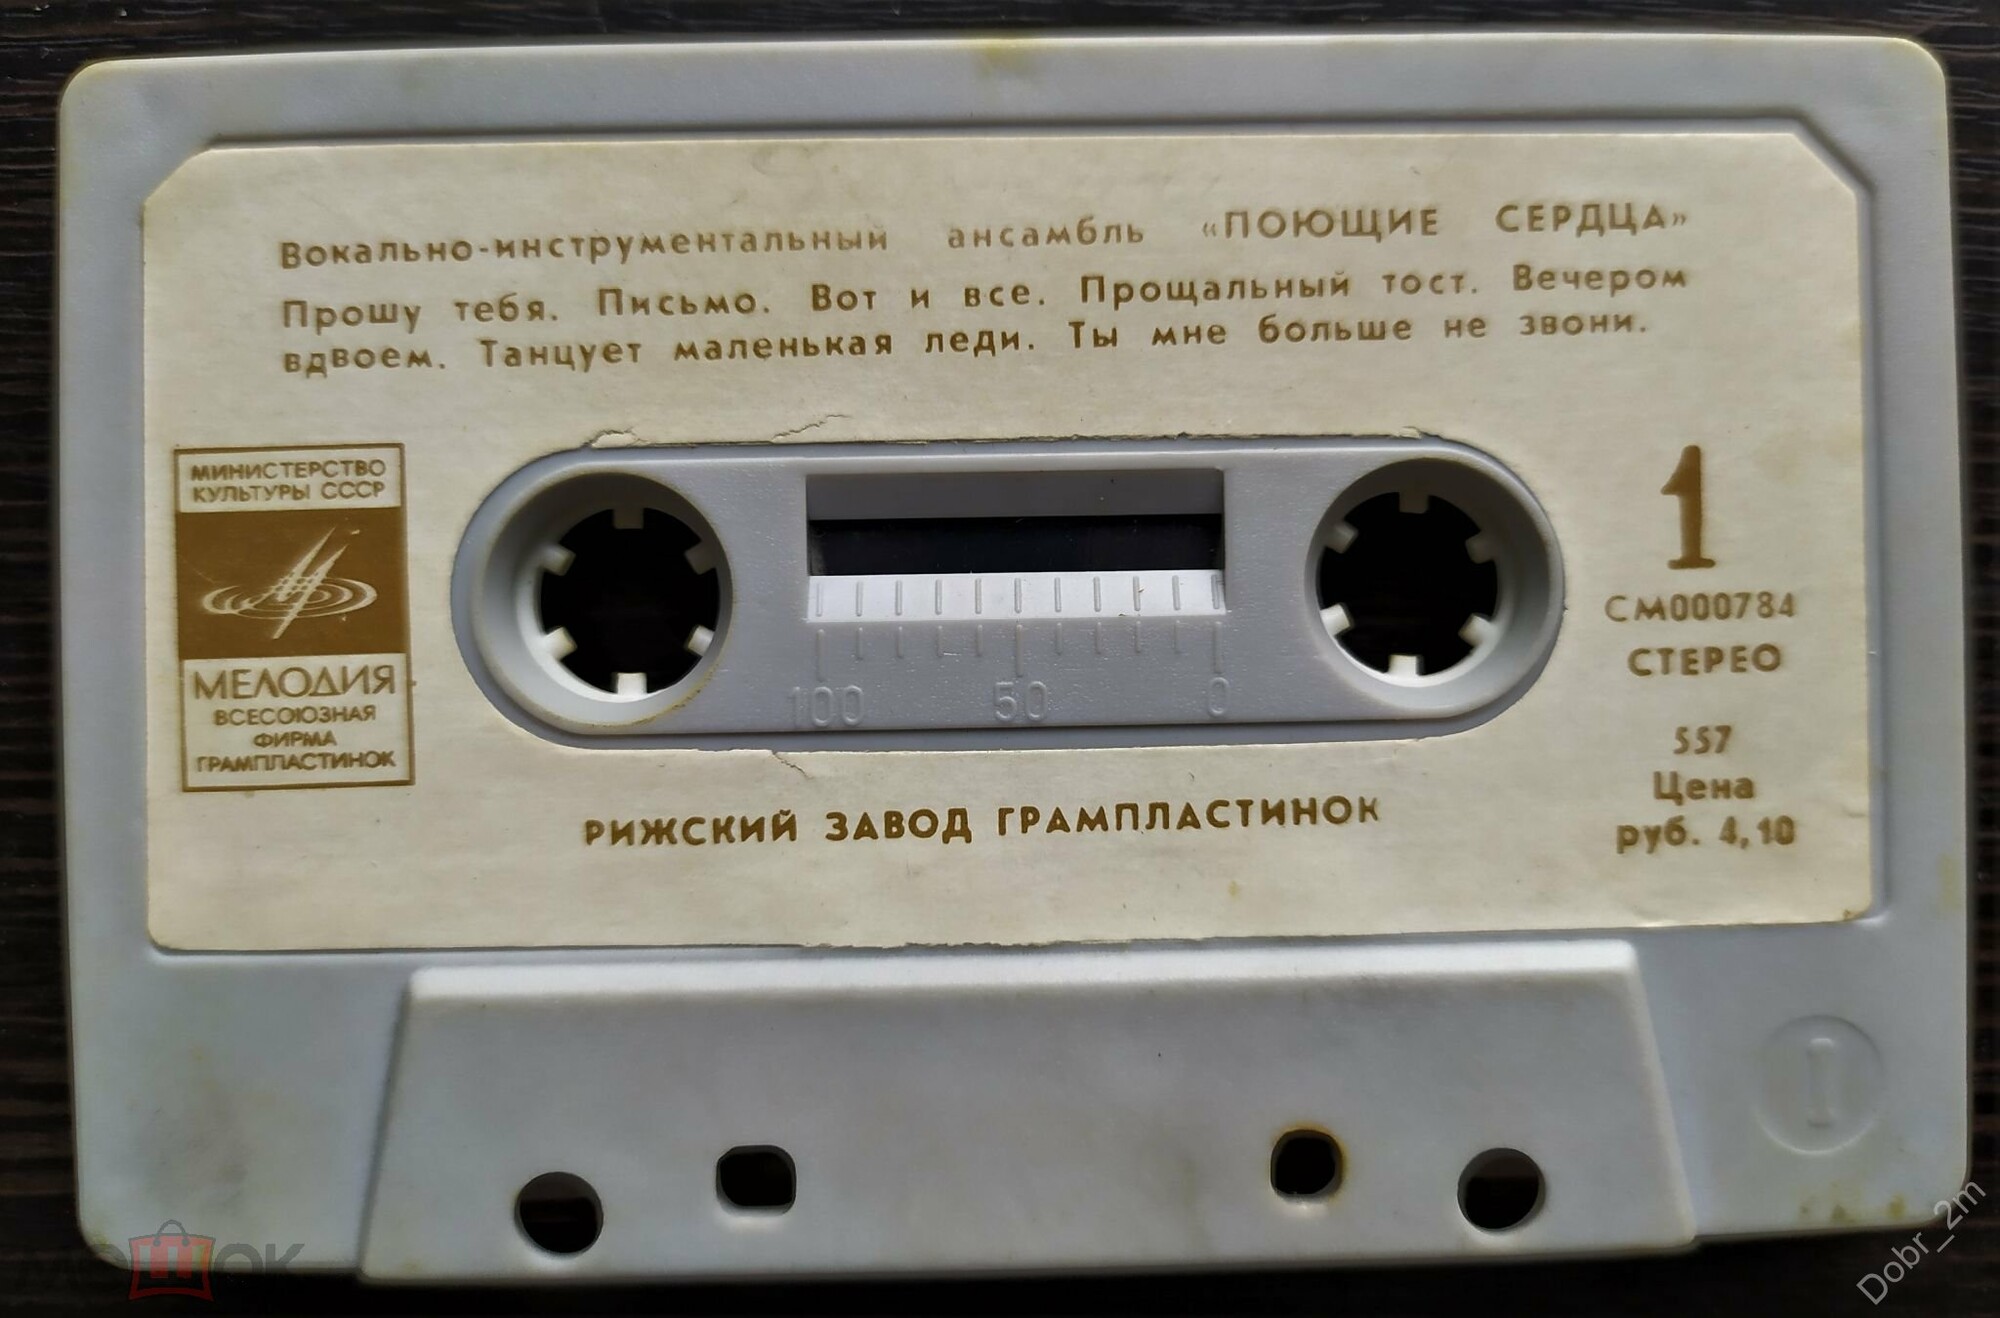 Вокально-инструментальный ансамбль «ПОЮЩИЕ СЕРДЦА»
Прошу тебя. Письмо. Вот и все. Прощальный тост. Вечером
вдвоем. Танцует маленькая леди. Ты мне больше не звони.
МИНИСТЕРСТВО
КУЛЬТУРЫ СССР
МЕЛОДИЯ
ВСЕСОЮЗНАЯ
ФИРМА
ГРАМПЛАСТИНОК
1
СМ000784
СТЕРЕО
557
Цена
руб. 4,10
100 50 0
РИЖСКИЙ ЗАВОД ГРАМПЛАСТИНОК
I
Dobr_2m